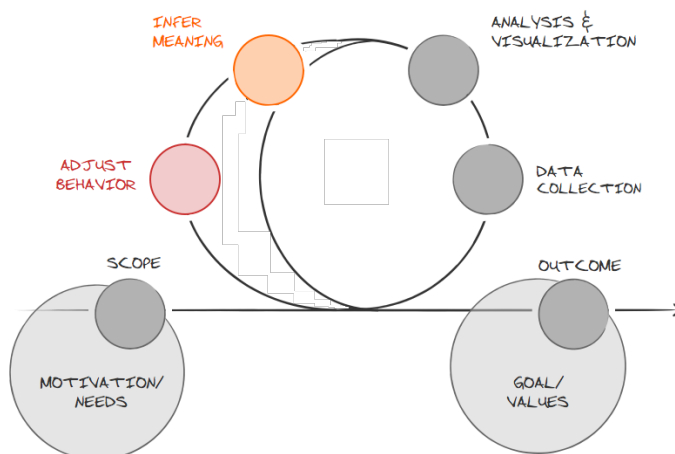 INFER
MEANING
ANALYSIS &
VISUALIZATION
ADJUST
BEHAVIOR
DATA
COLLECTION
SCOPE
OUTCOME
MOTIVATION/
NEEDS
GOAL/
VALUES